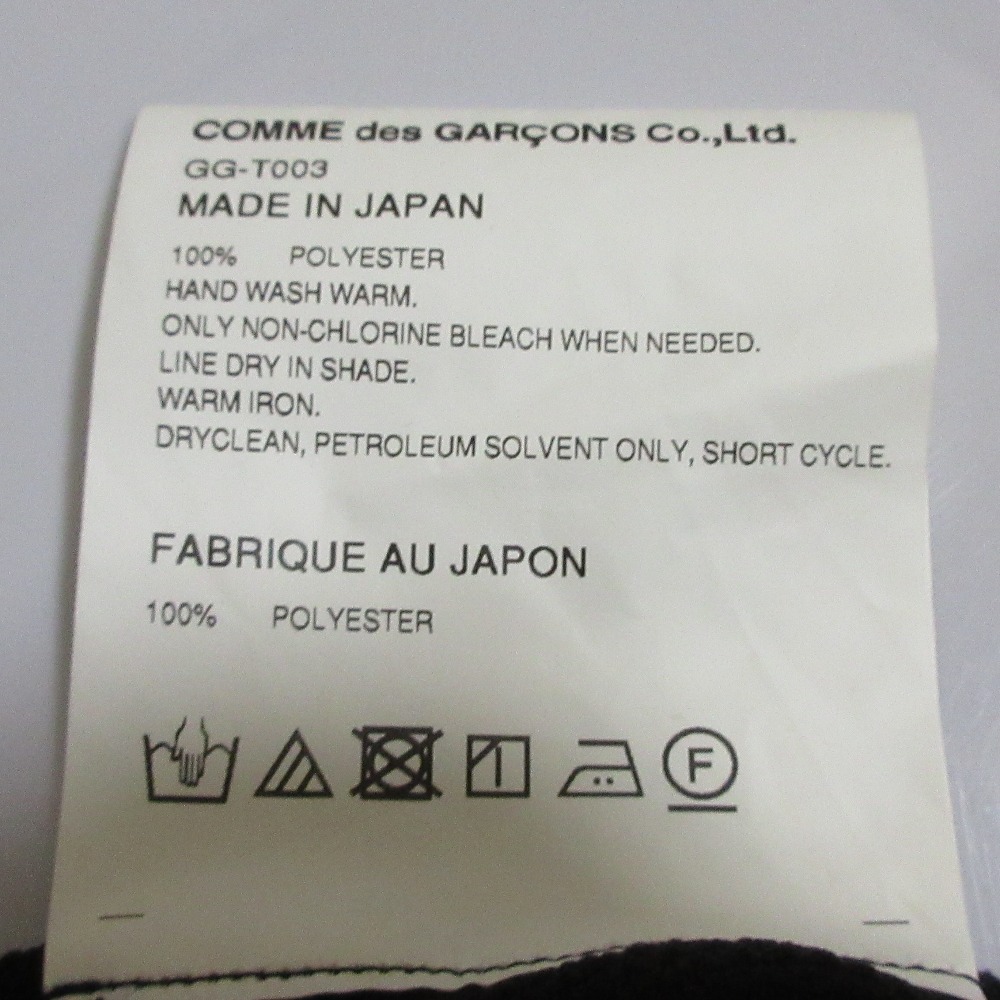 COMME des GARÇONS Co.,Ltd.
GG-T003
MADE IN JAPAN
100% POLYESTER
HAND WASH WARM.
ONLY NON-CHLORINE BLEACH WHEN NEEDED.
LINE DRY IN SHADE.
WARM IRON.
DRYCLEAN, PETROLEUM SOLVENT ONLY, SHORT CYCLE.
FABRIQUE AU JAPON
100% POLYESTER
F